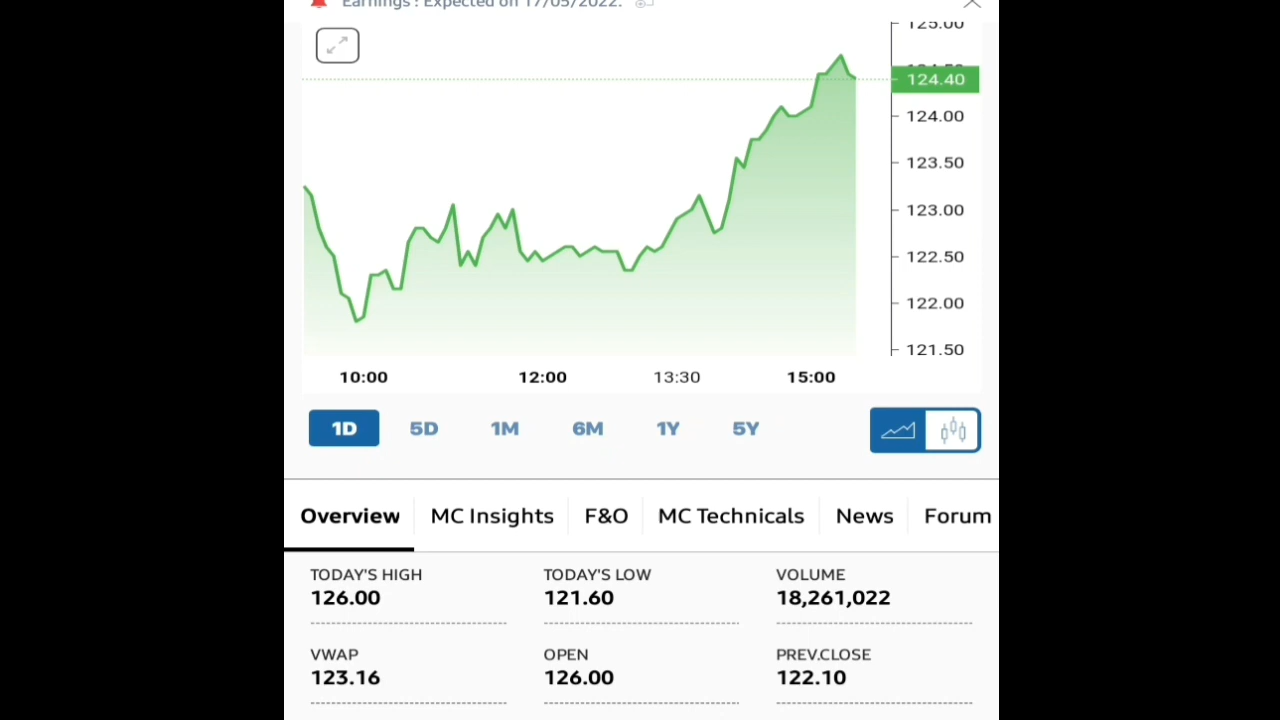 Earnings : Expected on 17/05/2022.
125.00
124.50
124.40
124.00
123.50
123.00
122.50
122.00
121.50
10:00 12:00 13:30 15:00
1D 5D 1M 6M 1Y 5Y
Overview MC Insights F&O MC Technicals News Forum
TODAY'S HIGH TODAY'S LOW VOLUME
126.00 121.60 18,261,022
VWAP OPEN PREV.CLOSE
123.16 126.00 122.10